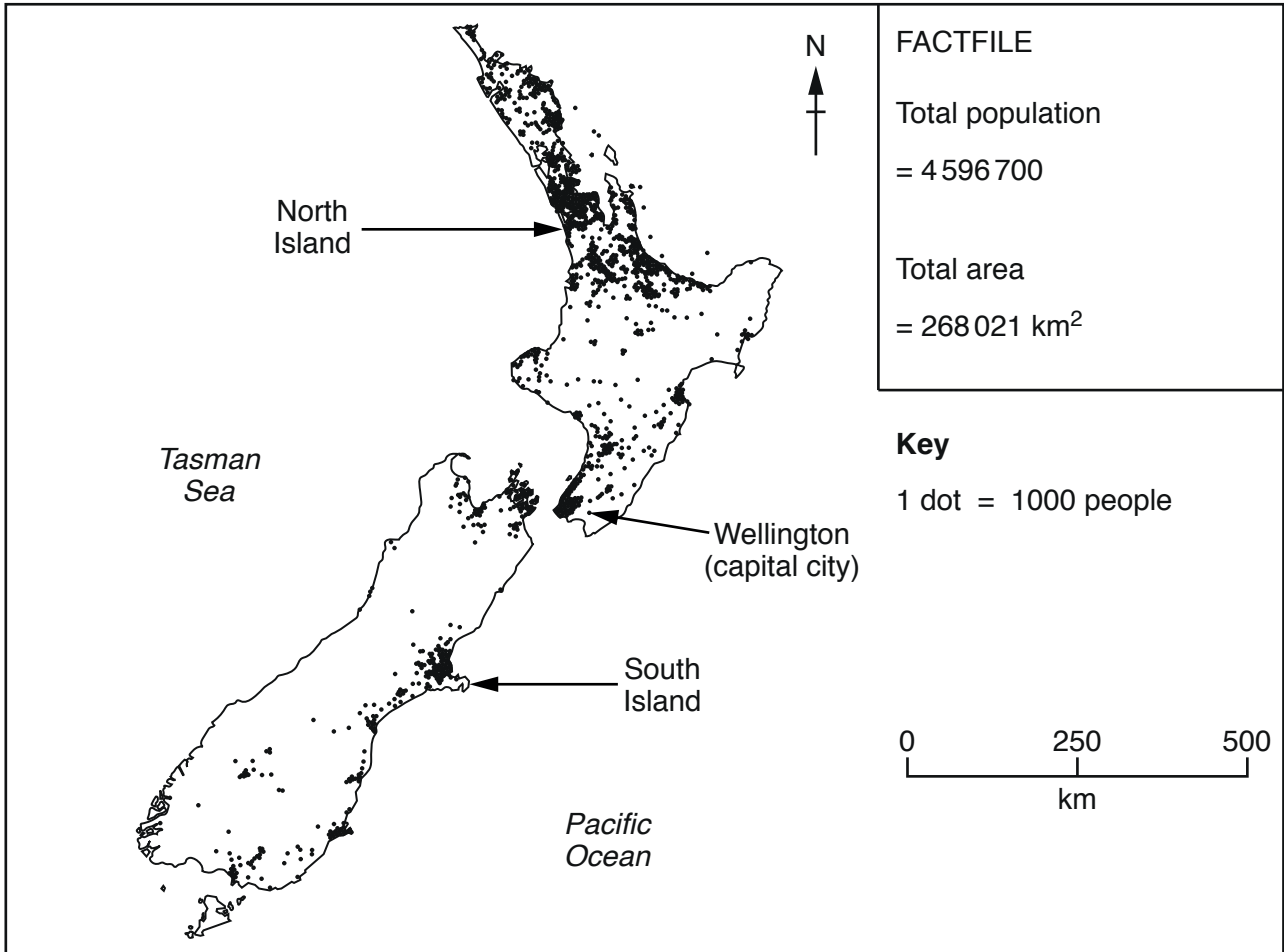 N
FACTFILE
Total population
= 4 596 700
Total area
= 268 021 km²
North
Island
Tasman
Sea
Key
1 dot = 1000 people
Wellington
(capital city)
South
Island
0 250 500
km
Pacific
Ocean